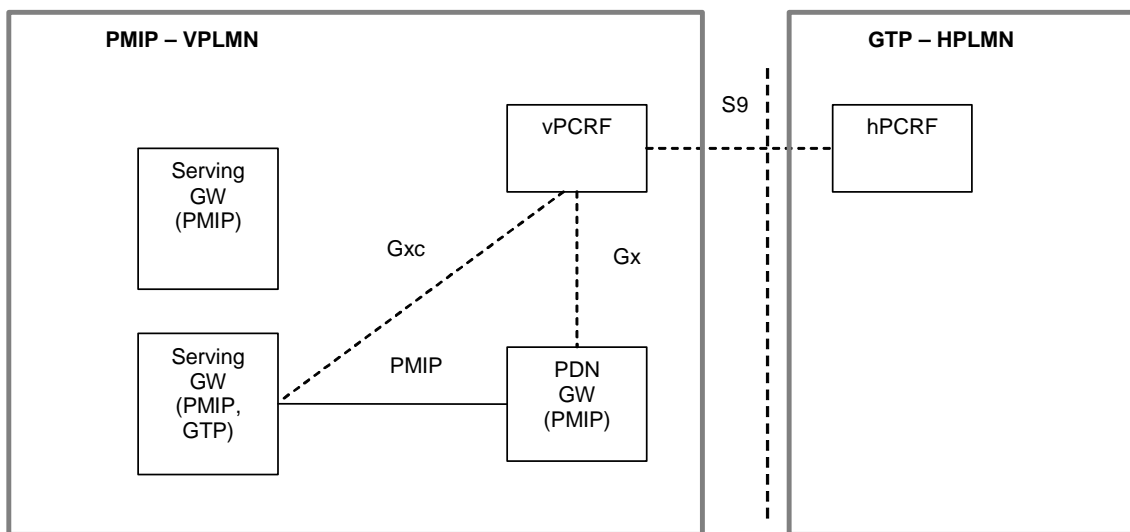 PMIP – VPLMN
GTP – HPLMN
S9
vPCRF
hPCRF
Serving
GW
(PMIP)
Gxc
Gx
Serving
GW
(PMIP,
GTP)
PMIP
PDN
GW
(PMIP)